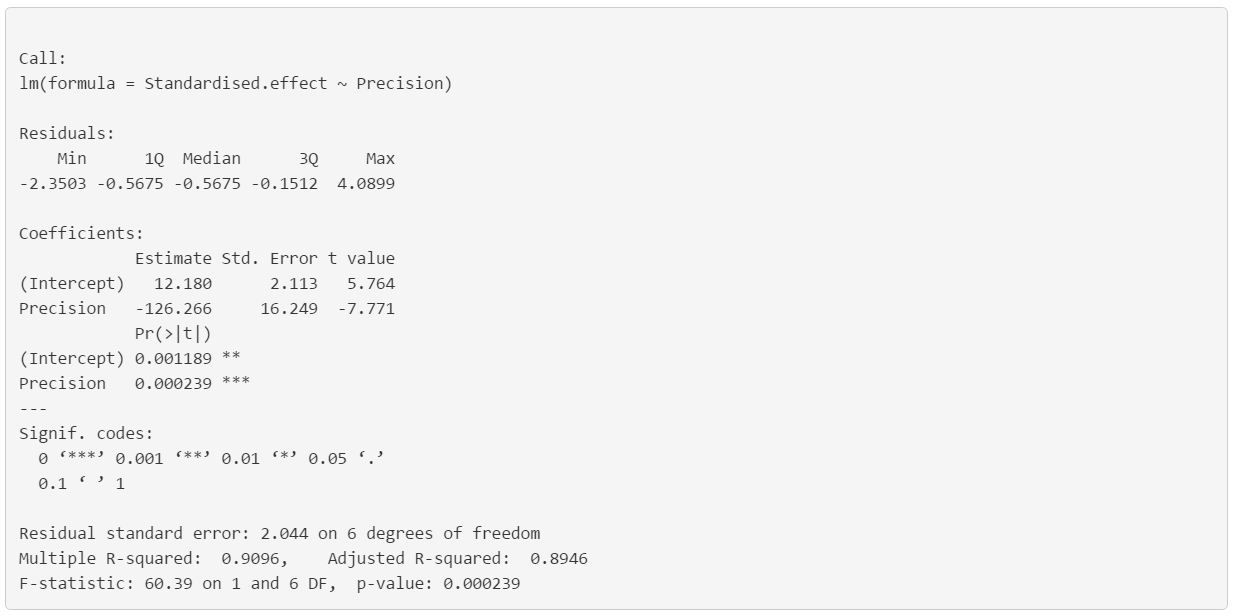 Call:
lm(formula = Standardised.effect ~ Precision)
Residuals:
    Min      1Q  Median      3Q     Max
-2.3503 -0.5675 -0.5675 -0.1512  4.0899
Coefficients:
            Estimate Std. Error t value
(Intercept)   12.180      2.113   5.764
Precision   -126.266     16.249  -7.771
            Pr(>|t|)
(Intercept) 0.001189 **
Precision   0.000239 ***
---
Signif. codes:
  0 ‘***’ 0.001 ‘**’ 0.01 ‘*’ 0.05 ‘.’
  0.1 ‘ ’ 1
Residual standard error: 2.044 on 6 degrees of freedom
Multiple R-squared:  0.9096,    Adjusted R-squared:  0.8946
F-statistic: 60.39 on 1 and 6 DF,  p-value: 0.000239